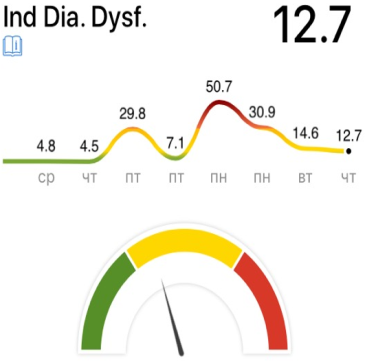 Ind Dia. Dysf.
12.7
50.7
29.8
30.9
4.8 4.5 7.1 14.6 12.7
ср чт пт пт пн пн вт чт